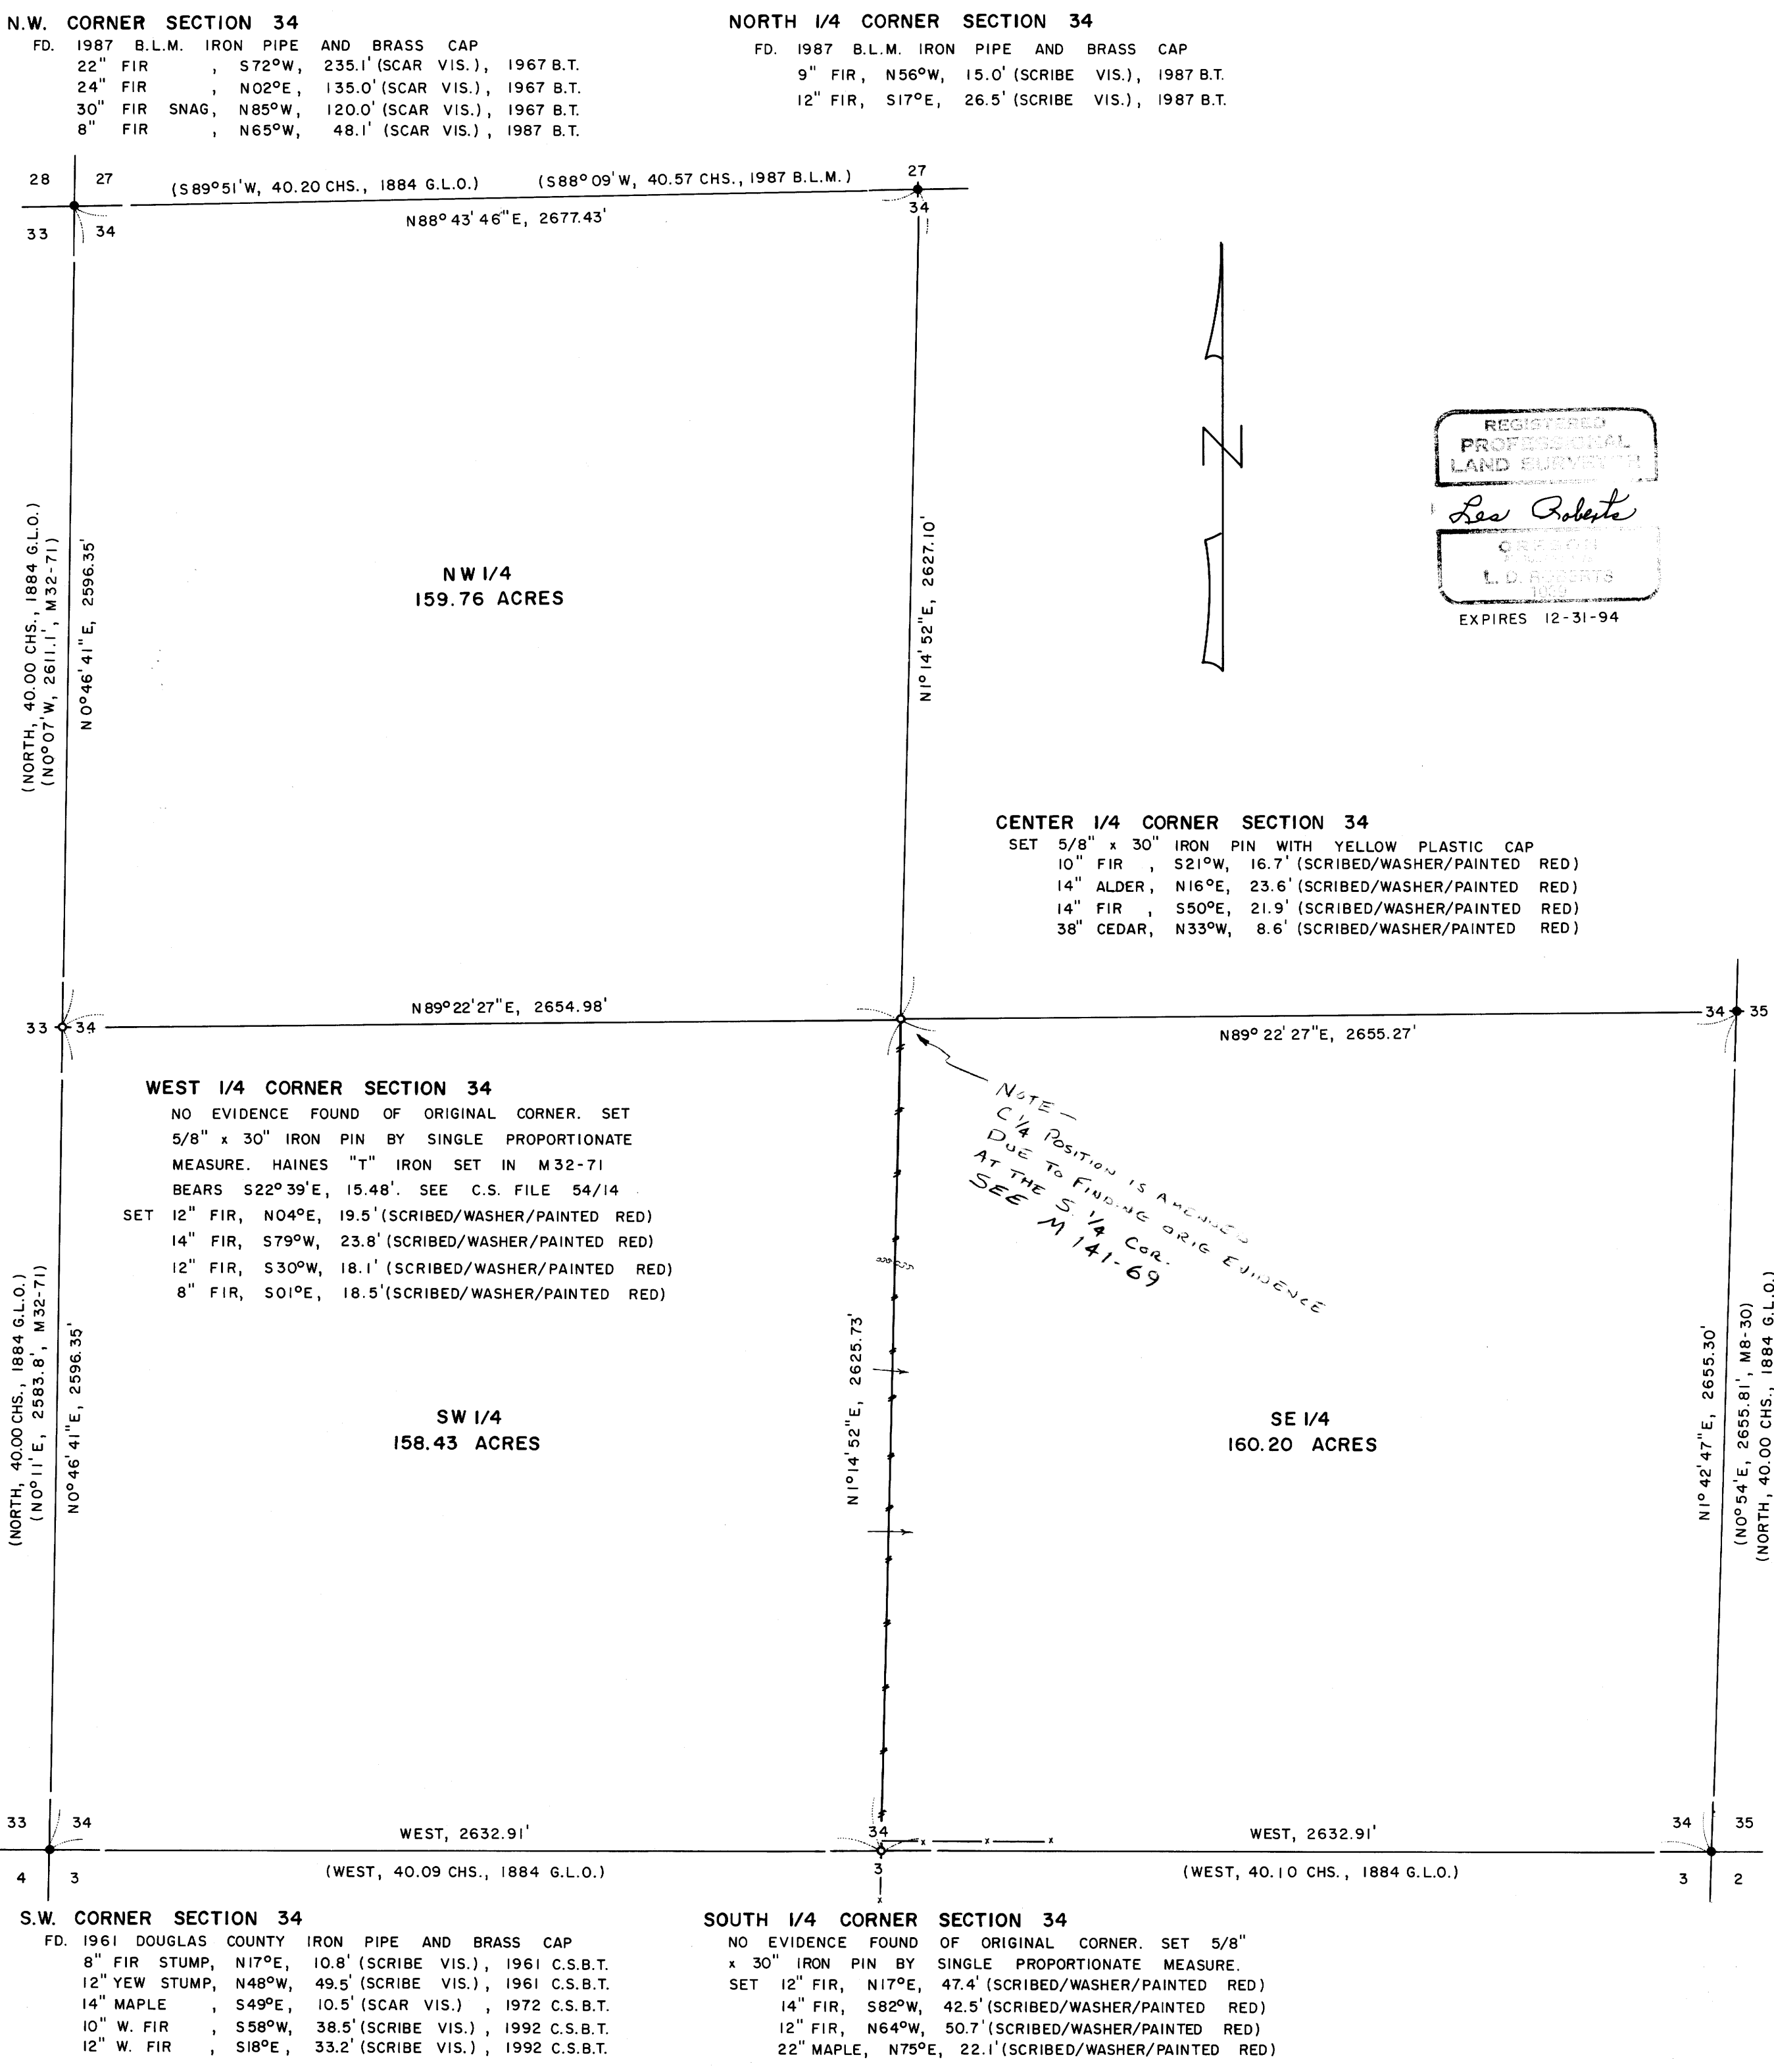 N.W. CORNER SECTION 34
FD. 1987 B.L.M. IRON PIPE AND BRASS CAP
22" FIR , S72°W, 235.1' (SCAR VIS.), 1967 B.T.
24" FIR , N02°E, 135.0' (SCAR VIS.), 1967 B.T.
30" FIR SNAG, N85°W, 120.0' (SCAR VIS.), 1967 B.T.
8" FIR , N65°W, 48.1' (SCAR VIS.), 1987 B.T.
NORTH 1/4 CORNER SECTION 34
FD. 1987 B.L.M. IRON PIPE AND BRASS CAP
9" FIR, N56°W, 15.0' (SCRIBE VIS.), 1987 B.T.
12" FIR, S17°E, 26.5' (SCRIBE VIS.), 1987 B.T.
28 27
33 34
(S89°51'W, 40.20 CHS., 1884 G.L.O.) (S88°09'W, 40.57 CHS., 1987 B.L.M.)
N88°43'46"E, 2677.43'
27
34
N
REGISTERED
PROFESSIONAL
LAND SURVEYOR
Les Roberts
OREGON
L. D. ROBERTS
EXPIRES 12-31-94
(NORTH, 40.00 CHS., 1884 G.L.O.)
(N0°07'W, 2611.1', M32-71)
N0°46'41"E, 2596.35'
NW 1/4
159.76 ACRES
N1°14'52"E, 2627.10'
CENTER 1/4 CORNER SECTION 34
SET 5/8" x 30" IRON PIN WITH YELLOW PLASTIC CAP
10" FIR , S21°W, 16.7' (SCRIBED/WASHER/PAINTED RED)
14" ALDER, N16°E, 23.6' (SCRIBED/WASHER/PAINTED RED)
14" FIR , S50°E, 21.9' (SCRIBED/WASHER/PAINTED RED)
38" CEDAR, N33°W, 8.6' (SCRIBED/WASHER/PAINTED RED)
33 34
N89°22'27"E, 2654.98'
N89°22'27"E, 2655.27'
34 35
WEST 1/4 CORNER SECTION 34
NO EVIDENCE FOUND OF ORIGINAL CORNER. SET
5/8" x 30" IRON PIN BY SINGLE PROPORTIONATE
MEASURE. HAINES "T" IRON SET IN M32-71
BEARS S22°39'E, 15.48'. SEE C.S. FILE 54/14
SET 12" FIR, N04°E, 19.5' (SCRIBED/WASHER/PAINTED RED)
14" FIR, S79°W, 23.8' (SCRIBED/WASHER/PAINTED RED)
12" FIR, S30°W, 18.1' (SCRIBED/WASHER/PAINTED RED)
8" FIR, S01°E, 18.5' (SCRIBED/WASHER/PAINTED RED)
NOTE —
C 1/4 POSITION IS AMENDED
DUE TO FINDING ORIG EVIDENCE
AT THE S. 1/4 COR.
SEE M 141-69
(NORTH, 40.00 CHS., 1884 G.L.O.)
(N0°11'E, 2583.8', M32-71)
N0°46'41"E, 2596.35'
SW 1/4
158.43 ACRES
N1°14'52"E, 2625.73'
SE 1/4
160.20 ACRES
N1°42'47"E, 2655.30'
(N0°54'E, 2655.81', M8-30)
(NORTH, 40.00 CHS., 1884 G.L.O.)
33 34
4 3
WEST, 2632.91'
(WEST, 40.09 CHS., 1884 G.L.O.)
34
3
WEST, 2632.91'
(WEST, 40.10 CHS., 1884 G.L.O.)
34 35
3 2
S.W. CORNER SECTION 34
FD. 1961 DOUGLAS COUNTY IRON PIPE AND BRASS CAP
8" FIR STUMP, N17°E, 10.8' (SCRIBE VIS.), 1961 C.S.B.T.
12" YEW STUMP, N48°W, 49.5' (SCRIBE VIS.), 1961 C.S.B.T.
14" MAPLE , S49°E, 10.5' (SCAR VIS.) , 1972 C.S.B.T.
10" W. FIR , S58°W, 38.5' (SCRIBE VIS.), 1992 C.S.B.T.
12" W. FIR , S18°E, 33.2' (SCRIBE VIS.), 1992 C.S.B.T.
SOUTH 1/4 CORNER SECTION 34
NO EVIDENCE FOUND OF ORIGINAL CORNER. SET 5/8"
x 30" IRON PIN BY SINGLE PROPORTIONATE MEASURE.
SET 12" FIR, N17°E, 47.4' (SCRIBED/WASHER/PAINTED RED)
14" FIR, S82°W, 42.5' (SCRIBED/WASHER/PAINTED RED)
12" FIR, N64°W, 50.7' (SCRIBED/WASHER/PAINTED RED)
22" MAPLE, N75°E, 22.1' (SCRIBED/WASHER/PAINTED RED)